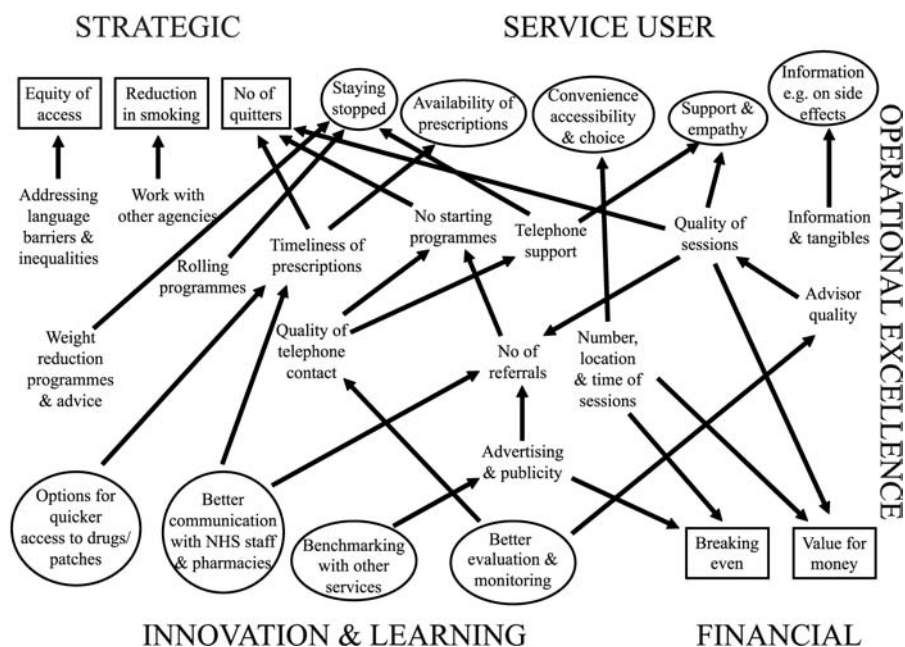 STRATEGIC
SERVICE USER
Equity of
access
Reduction
in smoking
No of
quitters
Staying
stopped
Availability of
prescriptions
Convenience
accessibility
& choice
Support &
empathy
Information
e.g. on side
effects
OPERATIONAL EXCELLENCE
Addressing
language
barriers &
inequalities
Work with
other agencies
Rolling
programmes
Timeliness of
prescriptions
No starting
programmes
Telephone
support
Quality of
sessions
Information
& tangibles
Weight
reduction
programmes
& advice
Quality of
telephone
contact
No of
referrals
Number,
location
& time of
sessions
Advisor
quality
Advertising
& publicity
Options for
quicker
access to drugs/
patches
Better
communication
with NHS staff
& pharmacies
Benchmarking
with other
services
Better
evaluation &
monitoring
Breaking
even
Value for
money
INNOVATION & LEARNING
FINANCIAL